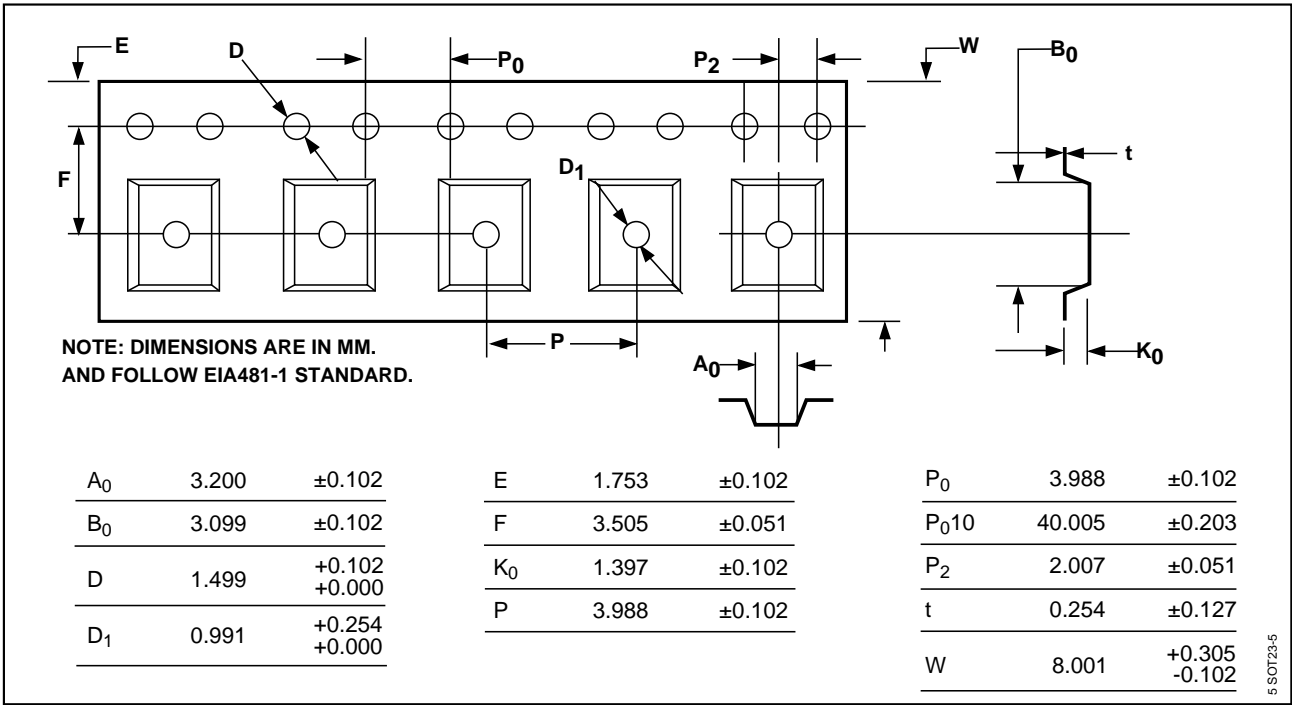 E
D
P0
P2
W
B0
F
D1
t
P
A0
K0
NOTE: DIMENSIONS ARE IN MM.
AND FOLLOW EIA481-1 STANDARD.
A0 3.200 ±0.102
B0 3.099 ±0.102
D 1.499 +0.102 +0.000
D1 0.991 +0.254 +0.000
E 1.753 ±0.102
F 3.505 ±0.051
K0 1.397 ±0.102
P 3.988 ±0.102
P0 3.988 ±0.102
P010 40.005 ±0.203
P2 2.007 ±0.051
t 0.254 ±0.127
W 8.001 +0.305 -0.102
5 SOT23-5